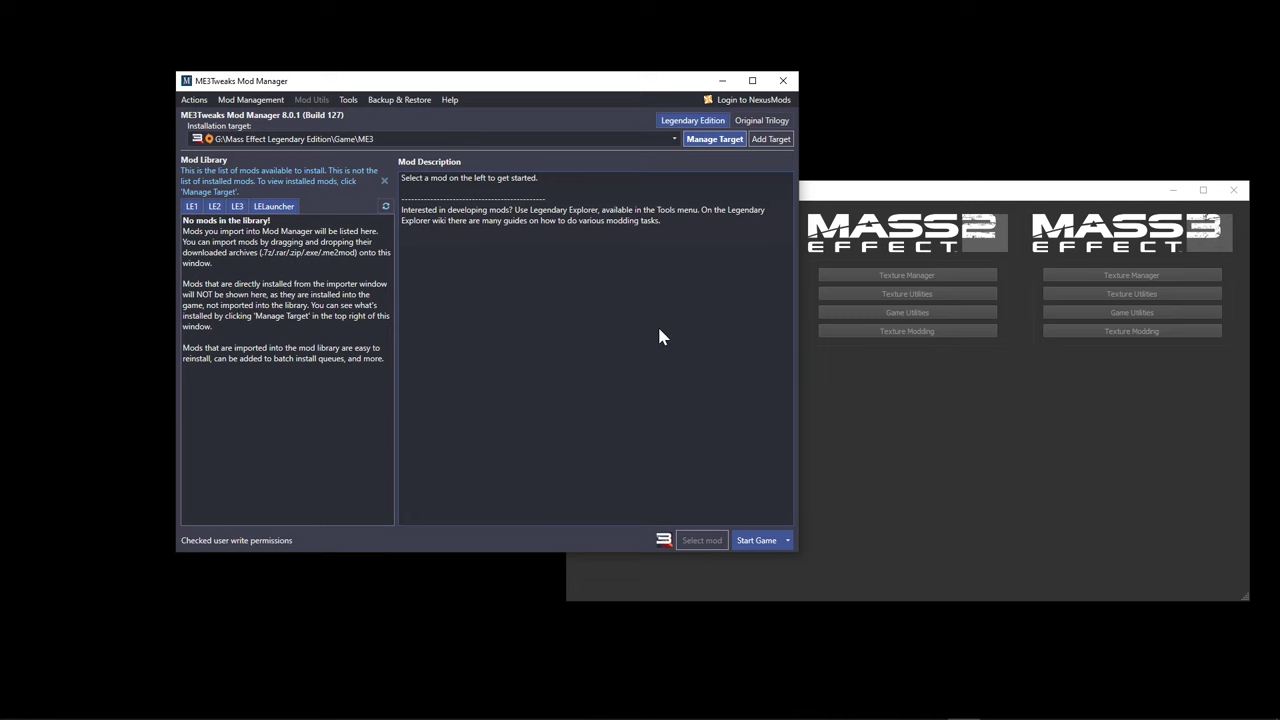 ME3Tweaks Mod Manager
Actions Mod Management Mod Utils Tools Backup & Restore Help Login to NexusMods
ME3Tweaks Mod Manager 8.0.1 (Build 127)
Legendary Edition Original Trilogy
Installation target:
G:\Mass Effect Legendary Edition\Game\ME3 Manage Target Add Target
Mod Library
This is the list of mods available to install. This is not the
list of installed mods. To view installed mods, click
'Manage Target'.
LE1 LE2 LE3 LELauncher
No mods in the library!
Mods you import into Mod Manager will be listed here.
You can import mods by dragging and dropping their
downloaded archives (.7z/.rar/.zip/.exe/.me2mod) onto this
window.
Mods that are directly installed from the importer window
will NOT be shown here, as they are installed into the
game, not imported into the library. You can see what's
installed by clicking 'Manage Target' in the top right of this
window.
Mods that are imported into the mod library are easy to
reinstall, can be added to batch install queues, and more.
Mod Description
Select a mod on the left to get started.
--------------------------------------------
Interested in developing mods? Use Legendary Explorer, available in the Tools menu. On the Legendary
Explorer wiki there are many guides on how to do various modding tasks.
Checked user write permissions
3 Select mod Start Game
MASS 2
EFFECT
Texture Manager
Texture Utilities
Game Utilities
Texture Modding
MASS 3
EFFECT
Texture Manager
Texture Utilities
Game Utilities
Texture Modding